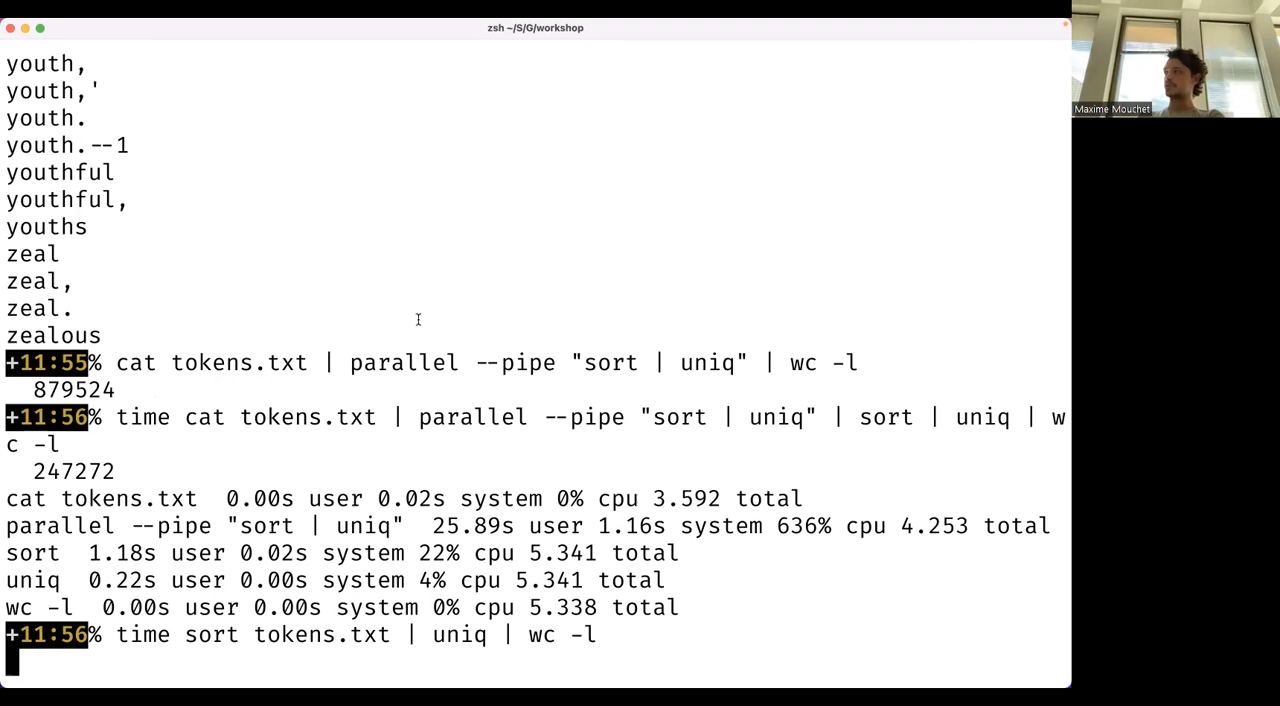 zsh ~/S/G/workshop
youth,
youth,'
youth.
youth.--1
youthful
youthful,
youths
zeal
zeal,
zeal.
zealous
+11:55% cat tokens.txt | parallel --pipe "sort | uniq" | wc -l
879524
+11:56% time cat tokens.txt | parallel --pipe "sort | uniq" | sort | uniq | w
c -l
247272
cat tokens.txt  0.00s user 0.02s system 0% cpu 3.592 total
parallel --pipe "sort | uniq"  25.89s user 1.16s system 636% cpu 4.253 total
sort  1.18s user 0.02s system 22% cpu 5.341 total
uniq  0.22s user 0.00s system 4% cpu 5.341 total
wc -l  0.00s user 0.00s system 0% cpu 5.338 total
+11:56% time sort tokens.txt | uniq | wc -l
Maxime Mouchet